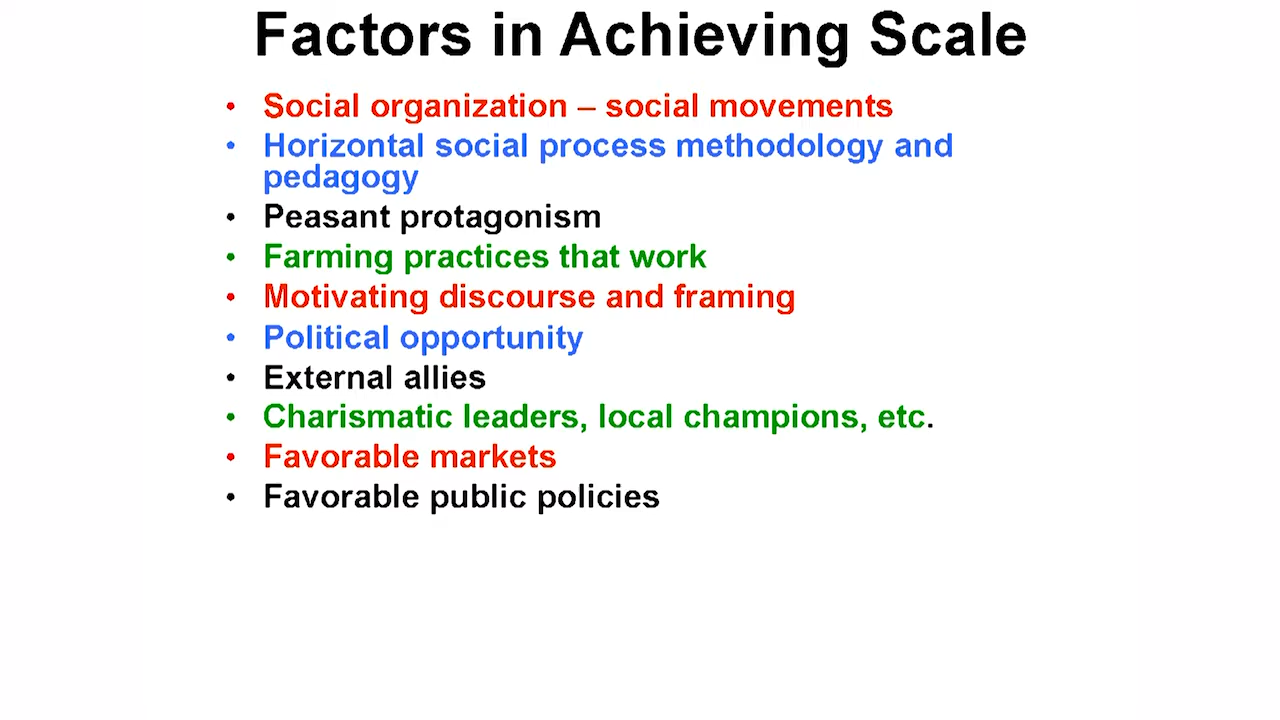 Factors in Achieving Scale
• Social organization – social movements
• Horizontal social process methodology and
pedagogy
• Peasant protagonism
• Farming practices that work
• Motivating discourse and framing
• Political opportunity
• External allies
• Charismatic leaders, local champions, etc.
• Favorable markets
• Favorable public policies